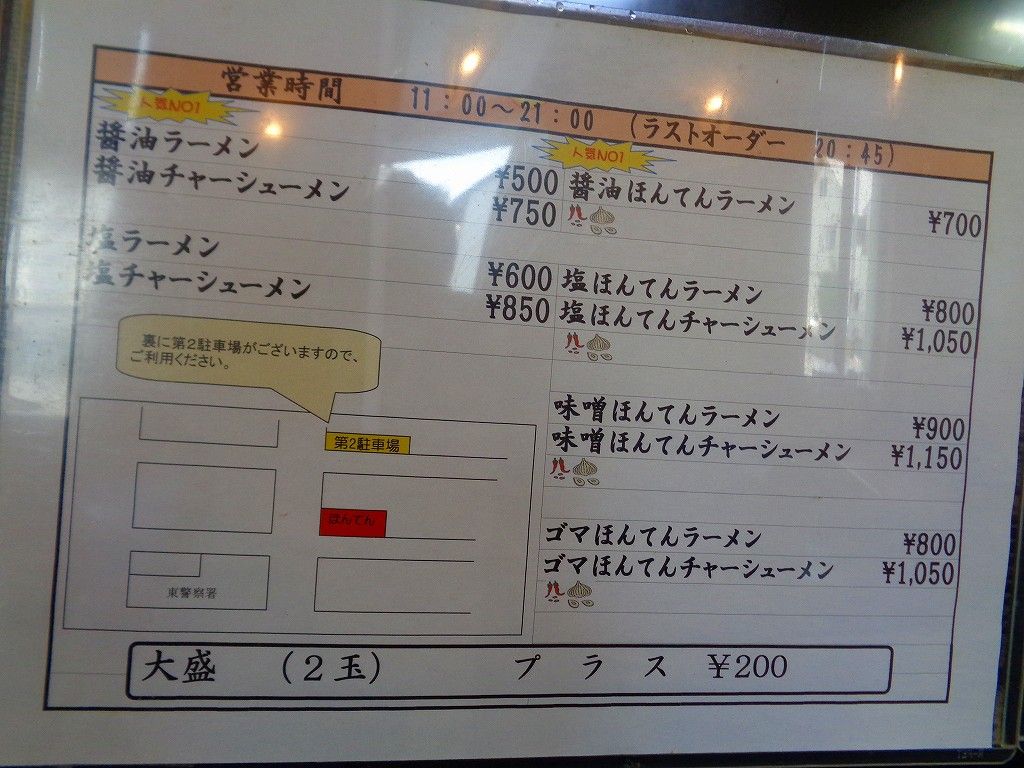 営業時間 11:00～21:00 (ラストオーダー 20:45)
人気NO1
醤油ラーメン ¥500
醤油チャーシューメン ¥750
塩ラーメン ¥600
塩チャーシューメン ¥850
裏に第2駐車場がございますので、
ご利用ください。
第2駐車場
ほんてん
東警察署
人気NO1
醤油ほんてんラーメン ¥700
塩ほんてんラーメン ¥800
塩ほんてんチャーシューメン ¥1,050
味噌ほんてんラーメン ¥900
味噌ほんてんチャーシューメン ¥1,150
ゴマほんてんラーメン ¥800
ゴマほんてんチャーシューメン ¥1,050
大盛 (2玉) プラス ¥200